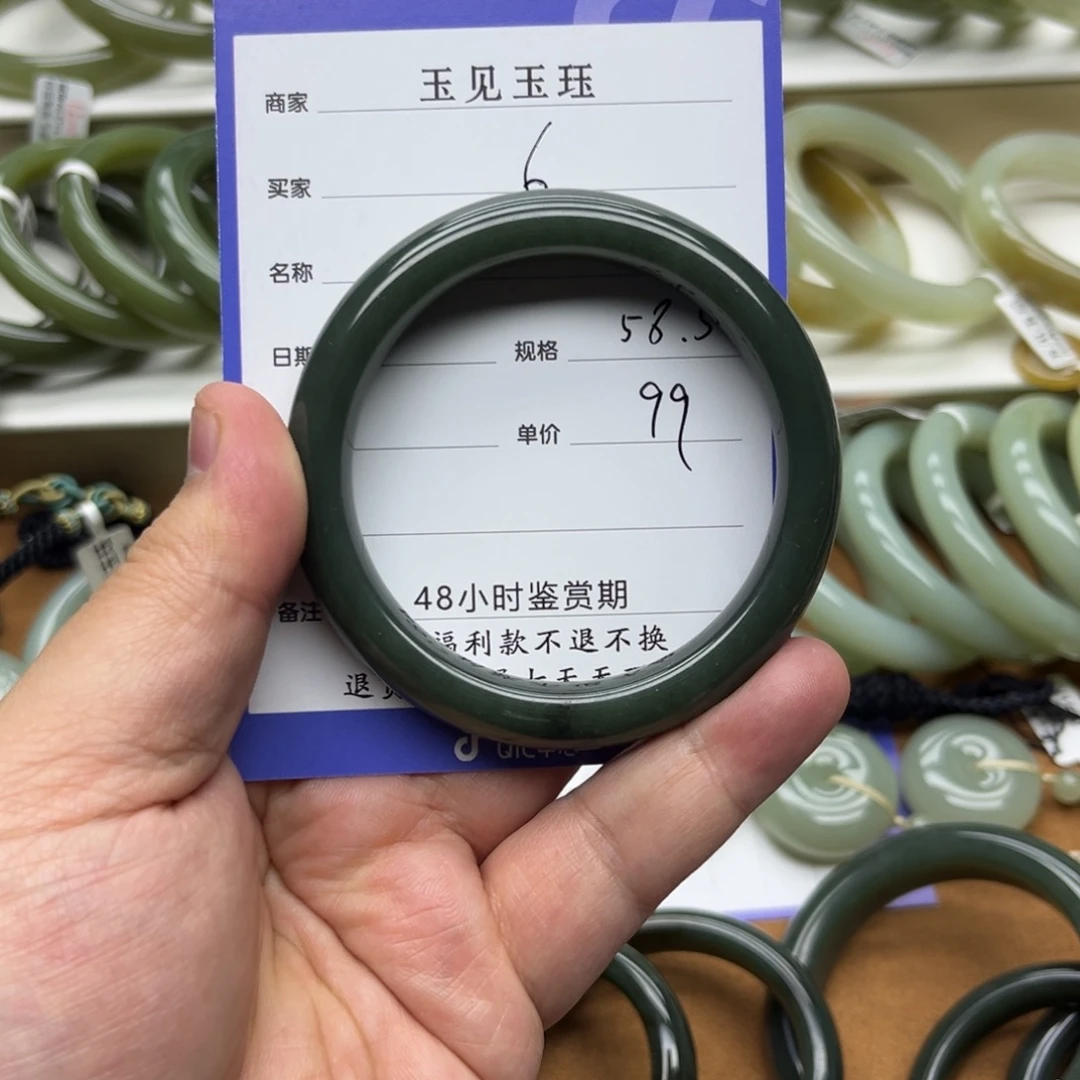 商家 玉见玉珏
买家 6
名称
日期
规格 58.5
单价 99
备注
48小时鉴赏期
福利款不退不换
退